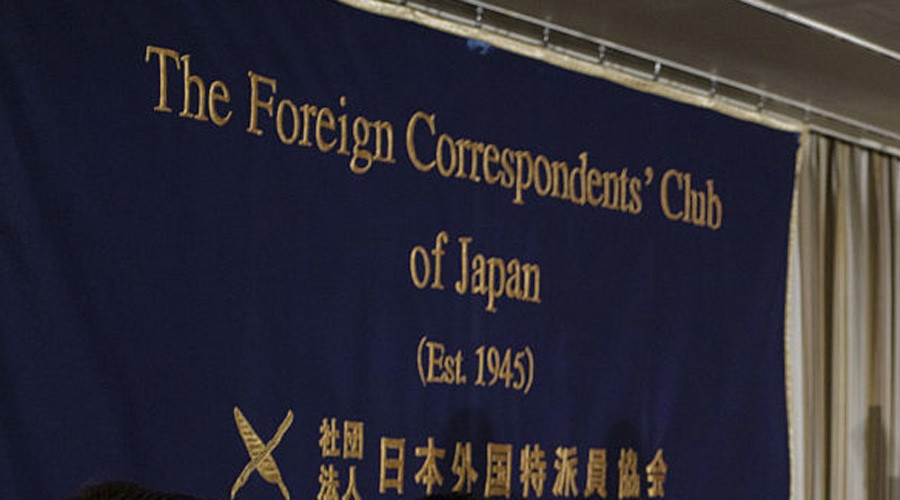 The Foreign Correspondents' Club
of Japan
(Est. 1945)
社団
法人
日本外国特派員協会